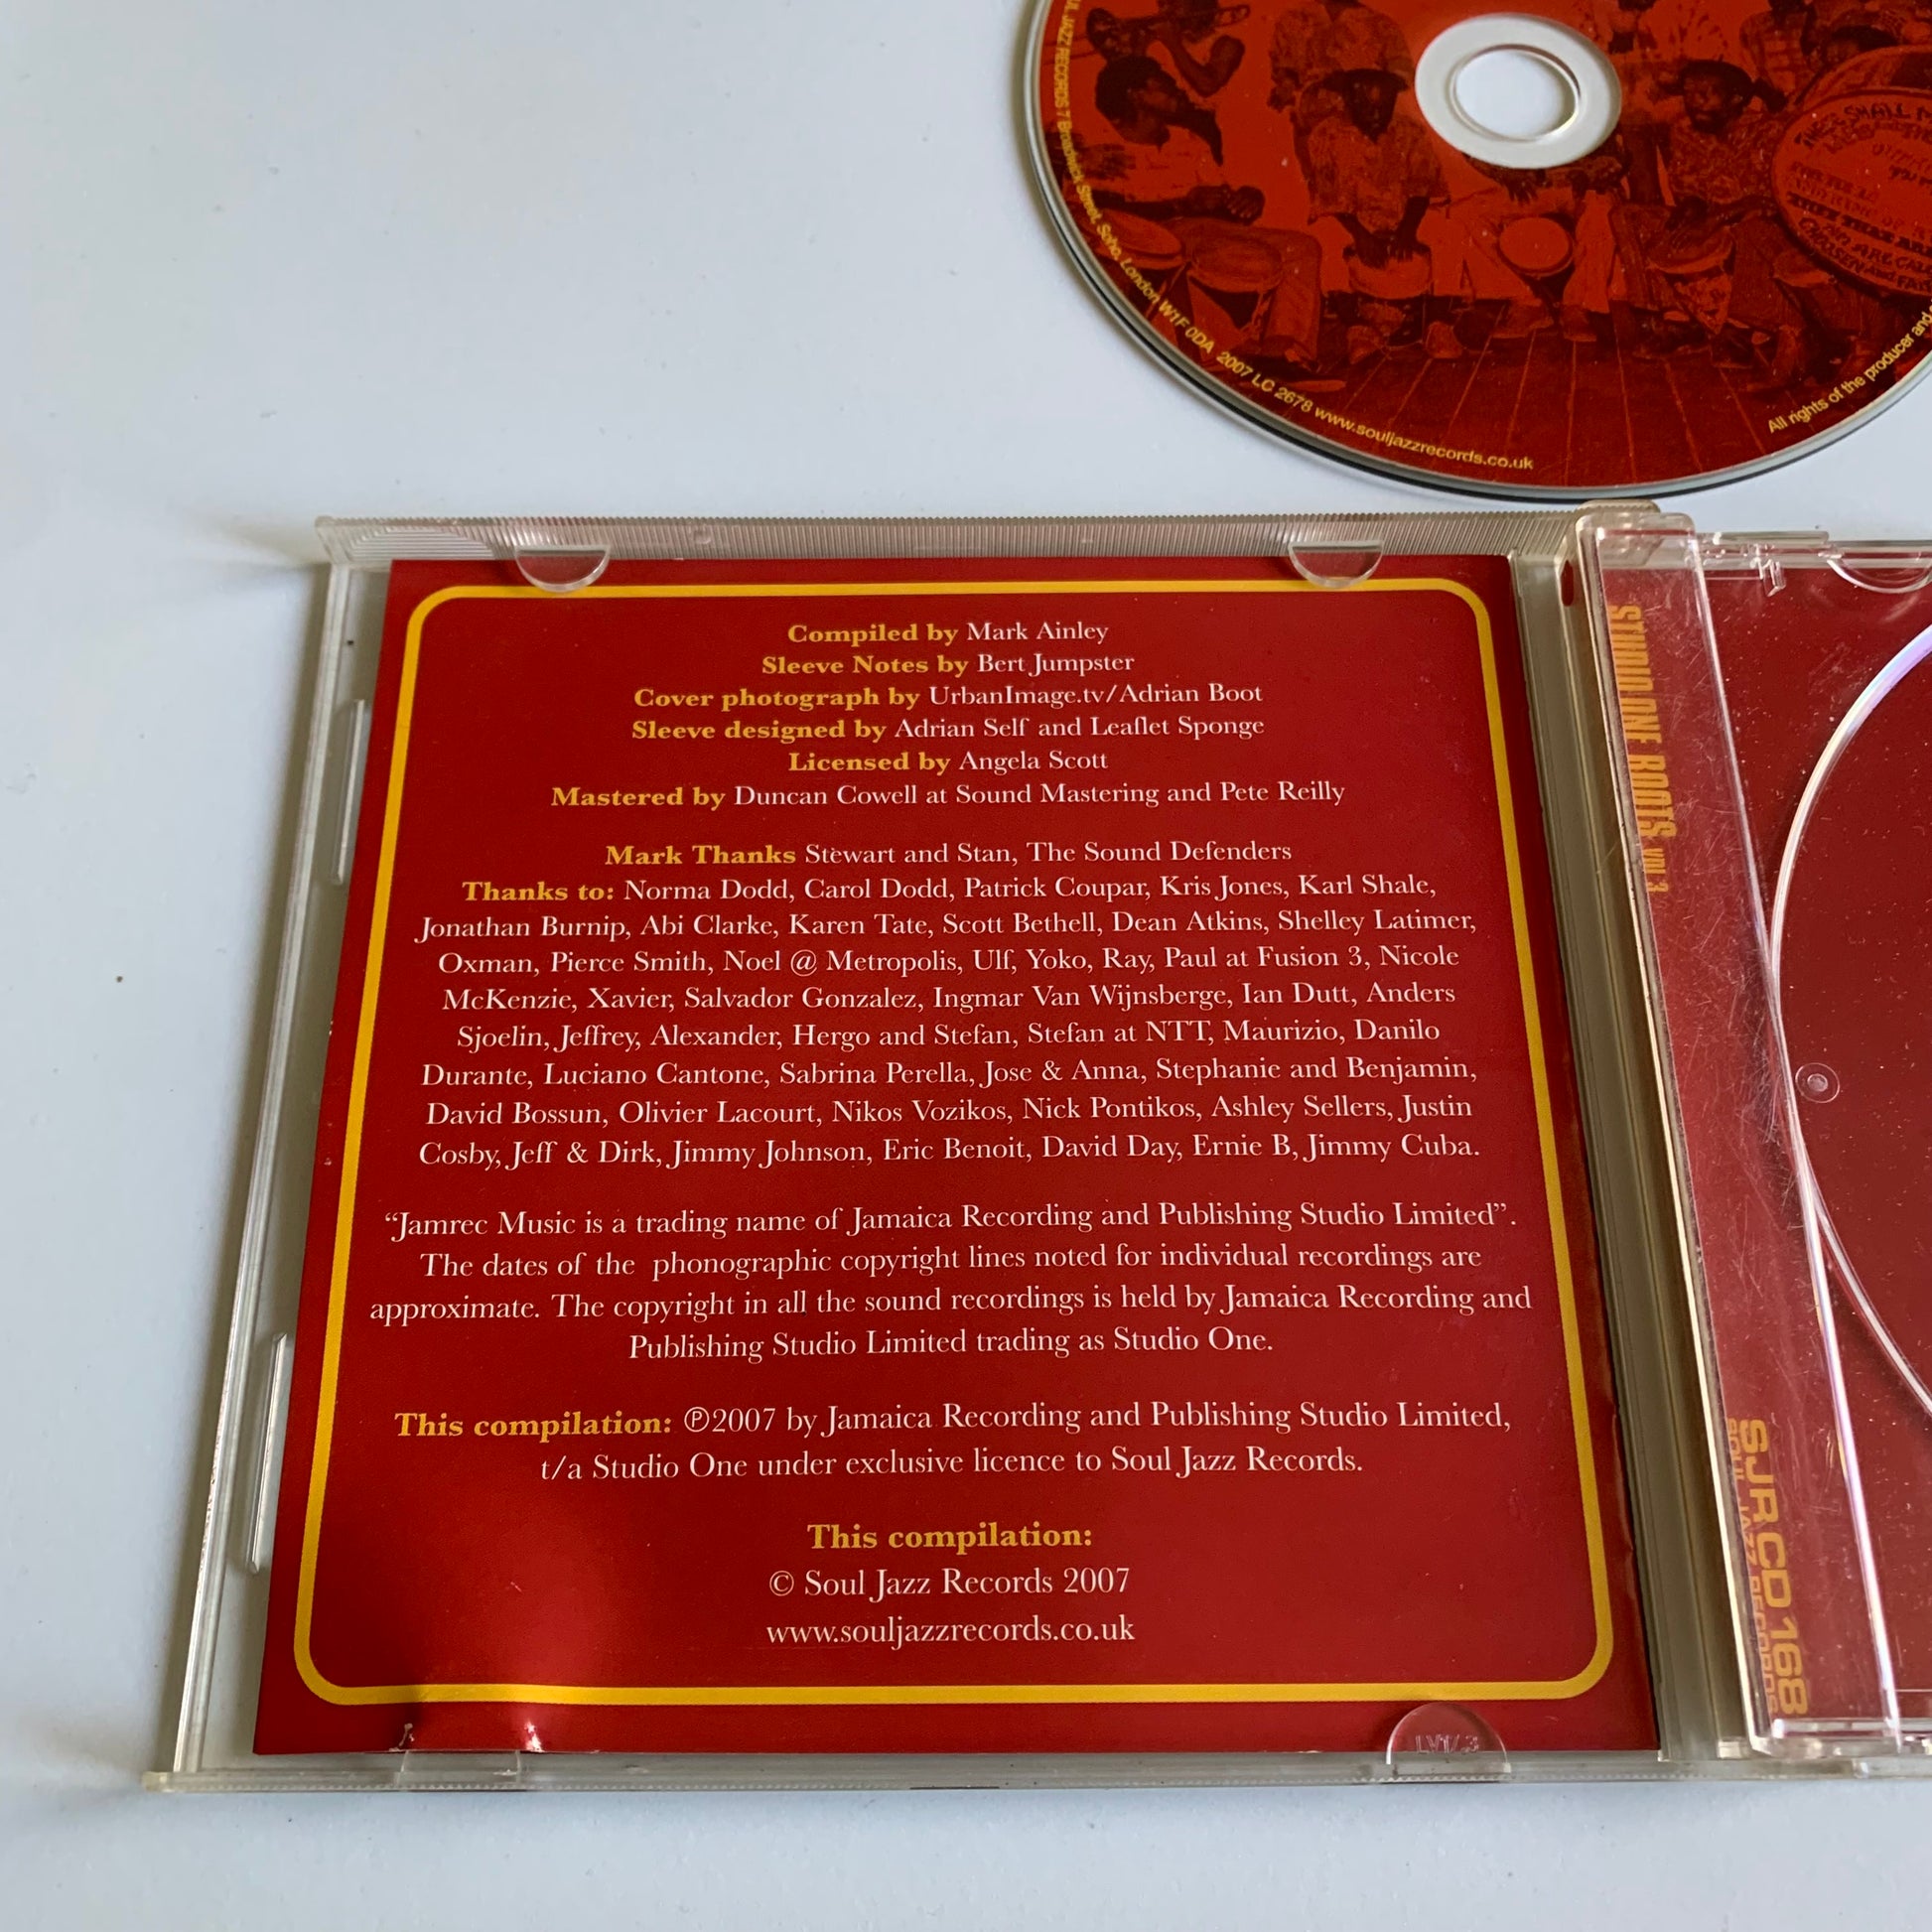 UL JAZZ RECORDS 7 Broadwick Street, Soho, London W1F 0DA 2007 LC 2678 www.souljazzrecords.co.uk
All rights of the producer and
Compiled by Mark Ainley
Sleeve Notes by Bert Jumpster
Cover photograph by UrbanImage.tv/Adrian Boot
Sleeve designed by Adrian Self and Leaflet Sponge
Licensed by Angela Scott
Mastered by Duncan Cowell at Sound Mastering and Pete Reilly
Mark Thanks Stewart and Stan, The Sound Defenders
Thanks to: Norma Dodd, Carol Dodd, Patrick Coupar, Kris Jones, Karl Shale,
Jonathan Burnip, Abi Clarke, Karen Tate, Scott Bethell, Dean Atkins, Shelley Latimer,
Oxman, Pierce Smith, Noel @ Metropolis, Ulf, Yoko, Ray, Paul at Fusion 3, Nicole
McKenzie, Xavier, Salvador Gonzalez, Ingmar Van Wijnsberge, Ian Dutt, Anders
Sjoelin, Jeffrey, Alexander, Hergo and Stefan, Stefan at NTT, Maurizio, Danilo
Durante, Luciano Cantone, Sabrina Perella, Jose & Anna, Stephanie and Benjamin,
David Bossun, Olivier Lacourt, Nikos Vozikos, Nick Pontikos, Ashley Sellers, Justin
Cosby, Jeff & Dirk, Jimmy Johnson, Eric Benoit, David Day, Ernie B, Jimmy Cuba.
“Jamrec Music is a trading name of Jamaica Recording and Publishing Studio Limited”.
The dates of the phonographic copyright lines noted for individual recordings are
approximate. The copyright in all the sound recordings is held by Jamaica Recording and
Publishing Studio Limited trading as Studio One.
This compilation: ℗2007 by Jamaica Recording and Publishing Studio Limited,
t/a Studio One under exclusive licence to Soul Jazz Records.
This compilation:
© Soul Jazz Records 2007
www.souljazzrecords.co.uk
STUDIO ONE ROOTS VOL 3
SJR CD 168
SOUL JAZZ RECORDS